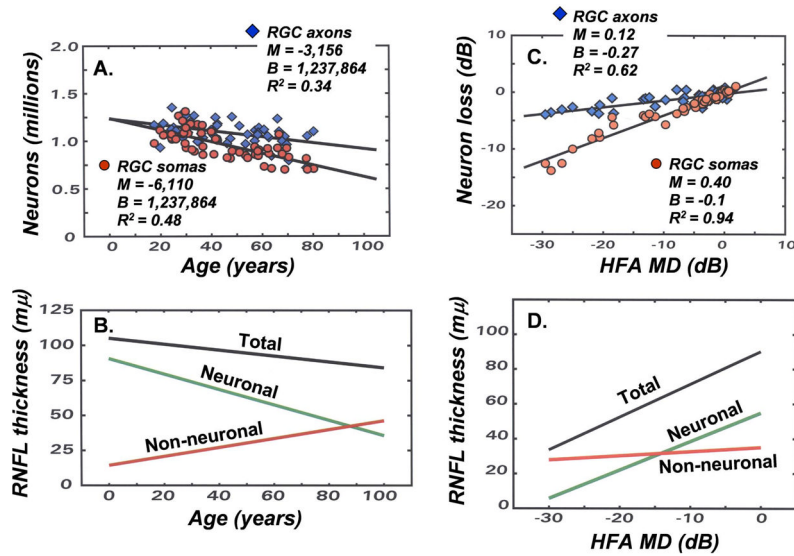 A.
RGC axons
M = -3,156
B = 1,237,864
R² = 0.34
RGC somas
M = -6,110
B = 1,237,864
R² = 0.48
Neurons (millions)
2.0
1.5
1.0
0.5
0
0 20 40 60 80 100
Age (years)
C.
RGC axons
M = 0.12
B = -0.27
R² = 0.62
RGC somas
M = 0.40
B = -0.1
R² = 0.94
Neuron loss (dB)
10
0
-10
-20
-30 -20 -10 0
HFA MD (dB)
B.
Total
Neuronal
Non-neuronal
RNFL thickness (mµ)
125
100
75
50
25
0
0 20 40 60 80 100
Age (years)
D.
Total
Neuronal
Non-neuronal
RNFL thickness (mµ)
100
80
60
40
20
0
-30 -20 -10 0
HFA MD (dB)